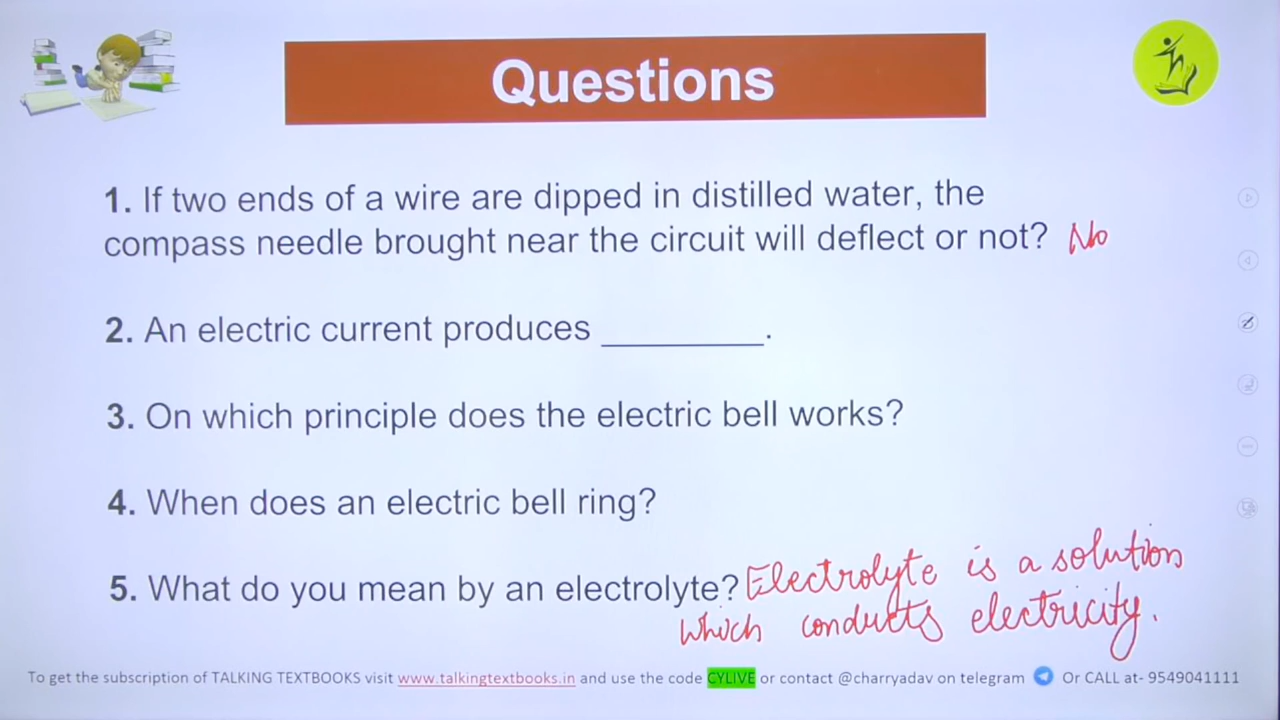 Questions
1. If two ends of a wire are dipped in distilled water, the
compass needle brought near the circuit will deflect or not? No
2. An electric current produces __________.
3. On which principle does the electric bell works?
4. When does an electric bell ring?
5. What do you mean by an electrolyte? Electrolyte is a solution
which conducts electricity.
To get the subscription of TALKING TEXTBOOKS visit www.talkingtextbooks.in and use the code CYLIVE or contact @charryadav on telegram Or CALL at- 9549041111